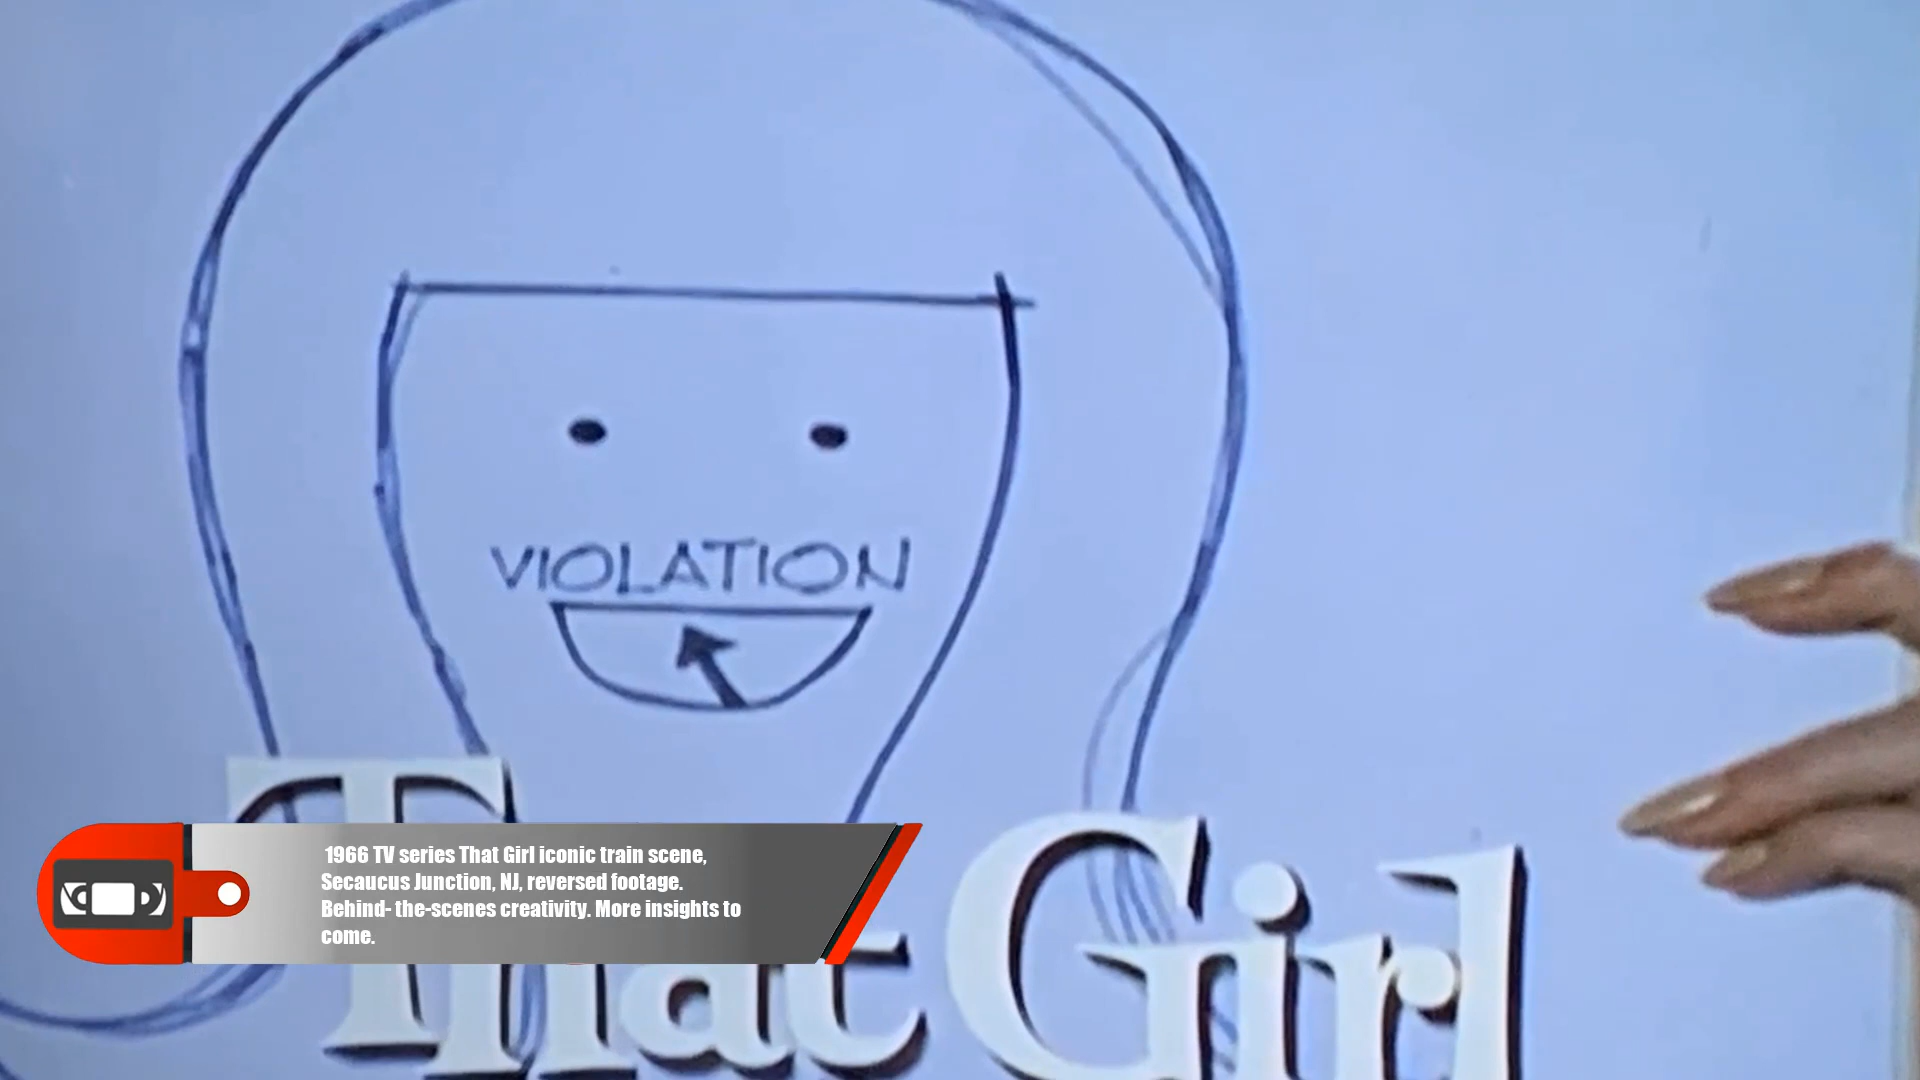 VIOLATION
1966 TV series That Girl iconic train scene,
Secaucus Junction, NJ, reversed footage.
Behind- the-scenes creativity. More insights to
come.
That Girl